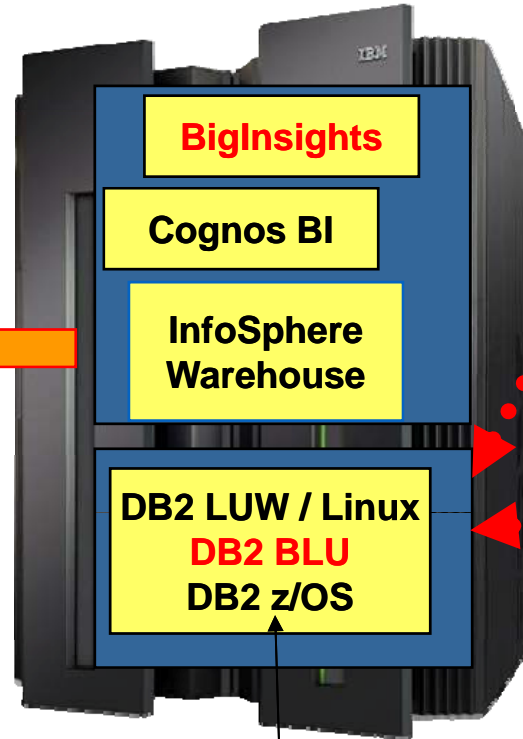 IBM
BigInsights
Cognos BI
InfoSphere
Warehouse
DB2 LUW / Linux
DB2 BLU
DB2 z/OS